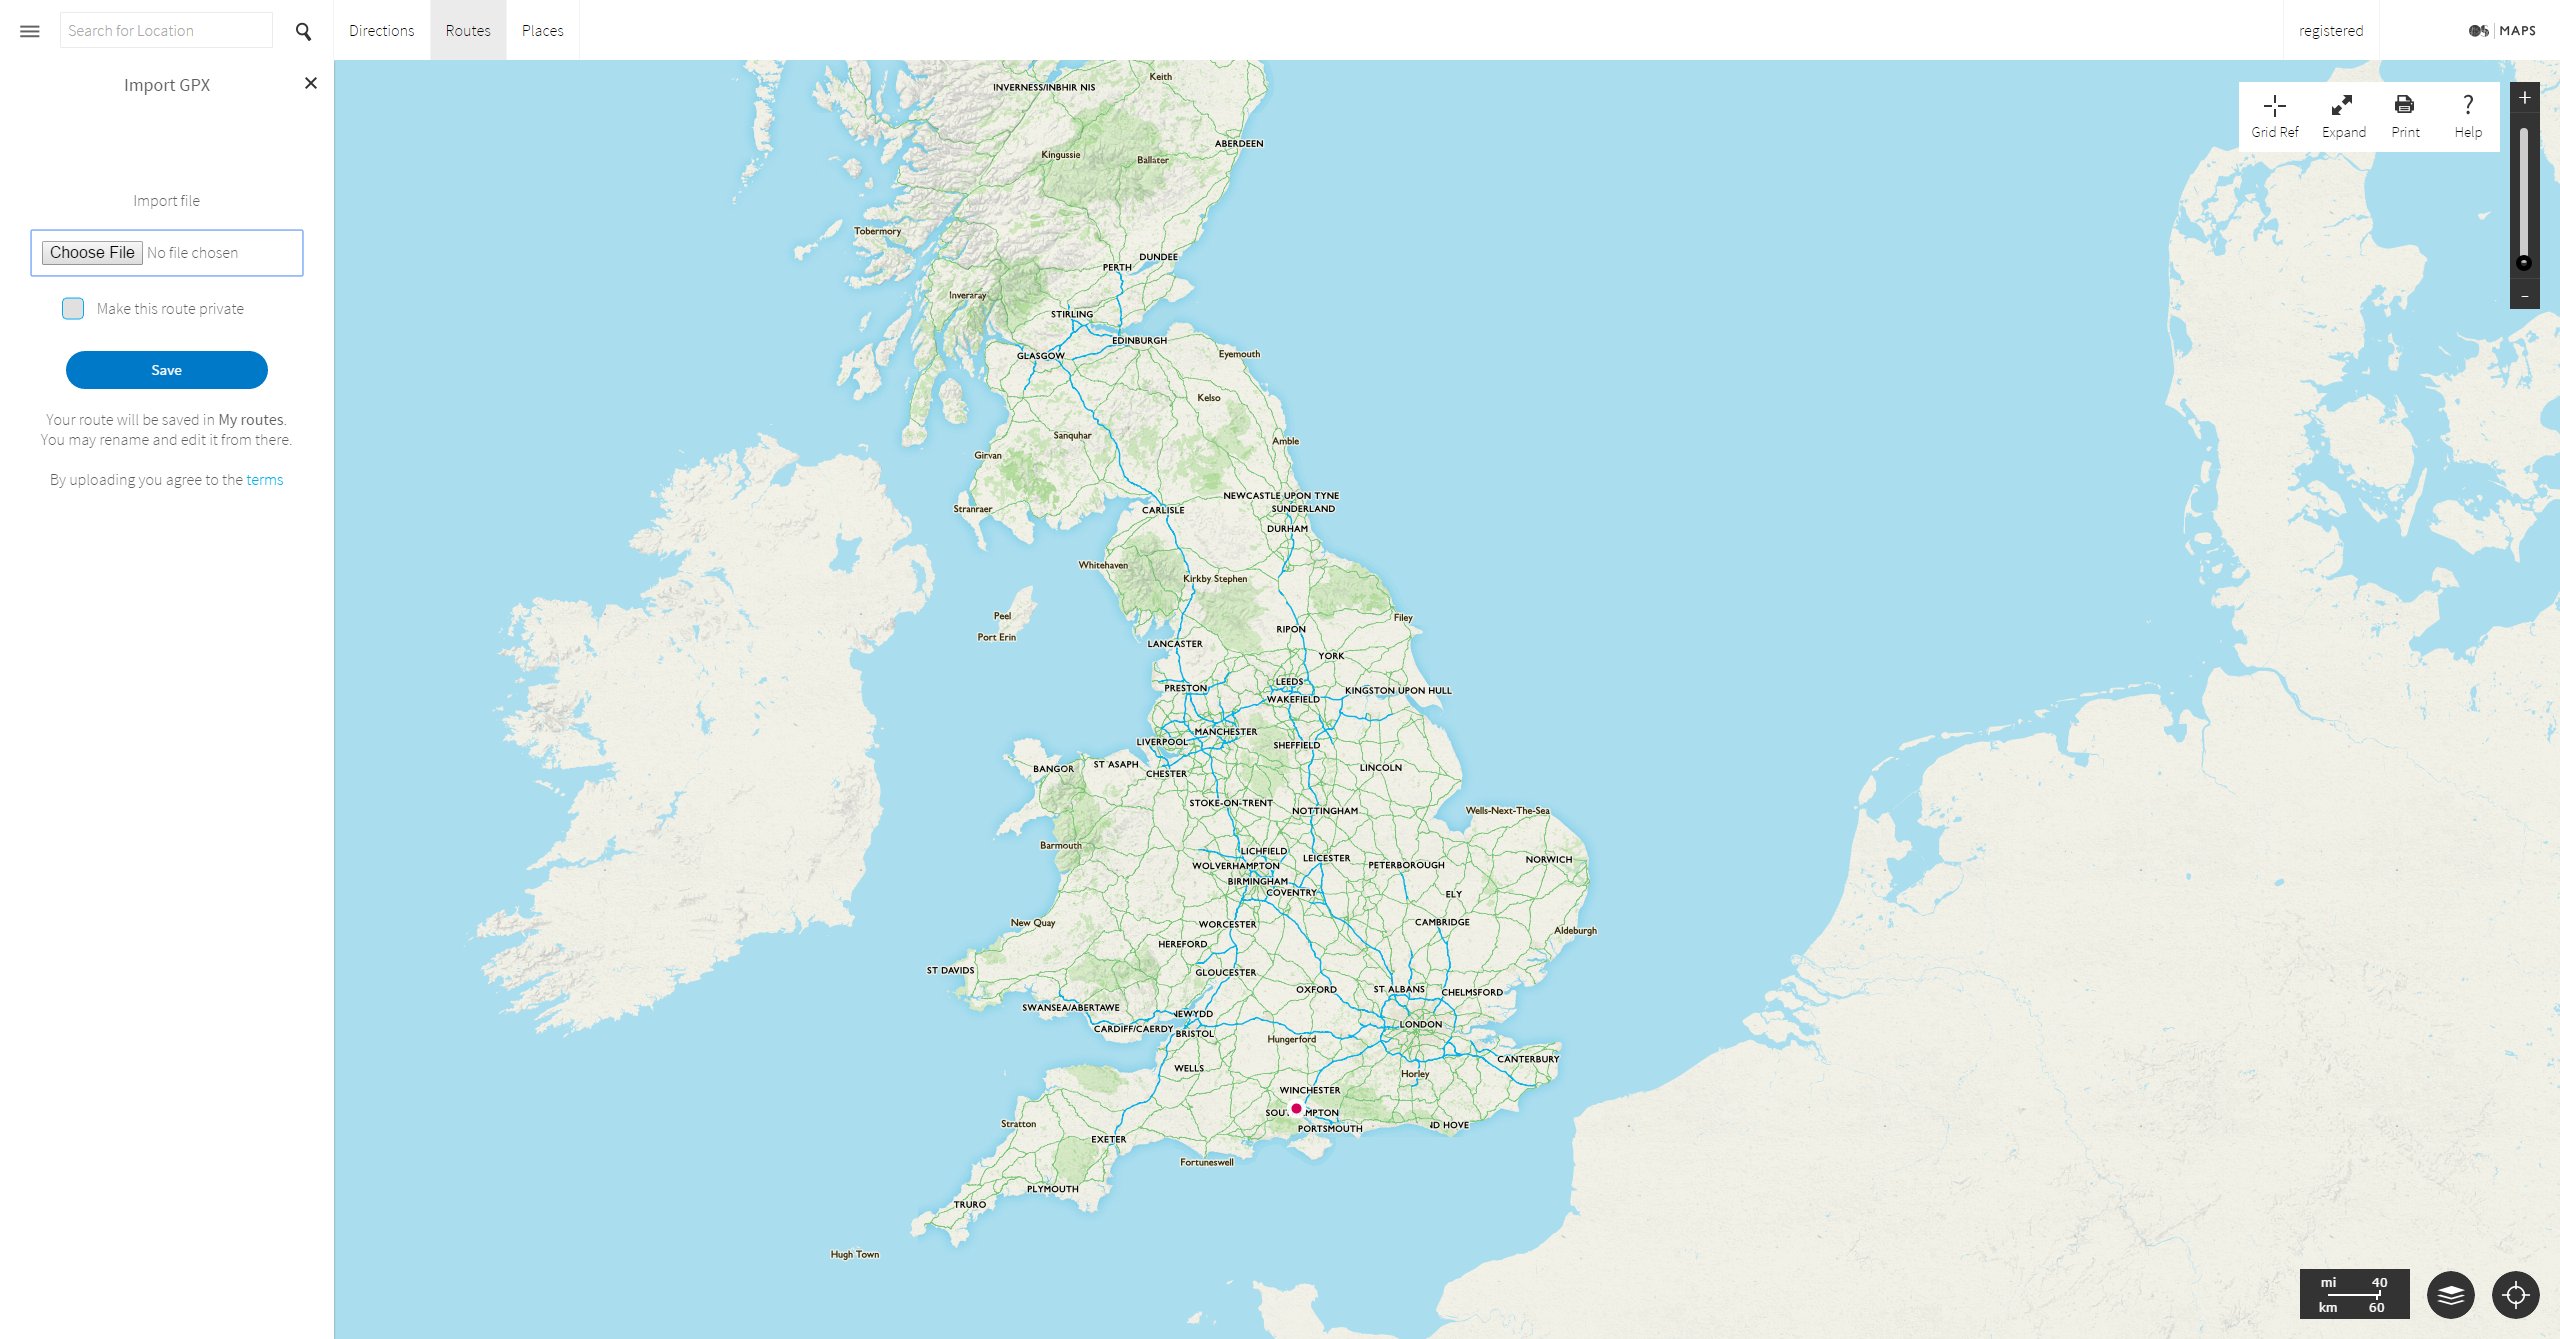 Search for Location
Directions
Routes
Places
registered
OS MAPS
Import GPX
Import file
Choose File No file chosen
Make this route private
Save
Your route will be saved in My routes.
You may rename and edit it from there.
By uploading you agree to the terms
Grid Ref
Expand
Print
?
Help
+
-
Keith
INVERNESS/INBHIR NIS
ABERDEEN
Kingussie
Ballater
Tobermory
DUNDEE
PERTH
Inveraray
STIRLING
EDINBURGH
GLASGOW
Eyemouth
Kelso
Sanquhar
Amble
Girvan
NEWCASTLE UPON TYNE
Stranraer
CARLISLE
SUNDERLAND
DURHAM
Whitehaven
Kirkby Stephen
Peel
Filey
RIPON
Port Erin
LANCASTER
YORK
LEEDS
PRESTON
KINGSTON UPON HULL
WAKEFIELD
MANCHESTER
LIVERPOOL
SHEFFIELD
ST ASAPH
BANGOR
CHESTER
LINCOLN
STOKE-ON-TRENT
NOTTINGHAM
Wells-Next-The-Sea
Barmouth
LICHFIELD
LEICESTER
NORWICH
WOLVERHAMPTON
PETERBOROUGH
BIRMINGHAM
COVENTRY
ELY
New Quay
WORCESTER
CAMBRIDGE
Aldeburgh
HEREFORD
ST DAVIDS
GLOUCESTER
OXFORD
ST ALBANS
CHELMSFORD
SWANSEA/ABERTAWE
NEWYDD
CARDIFF/CAERDY
BRISTOL
LONDON
Hungerford
CANTERBURY
WELLS
Horley
WINCHESTER
SOUT MPTON
Stratton
PORTSMOUTH
ND HOVE
EXETER
Fortuneswell
PLYMOUTH
TRURO
Hugh Town
mi 40
km 60